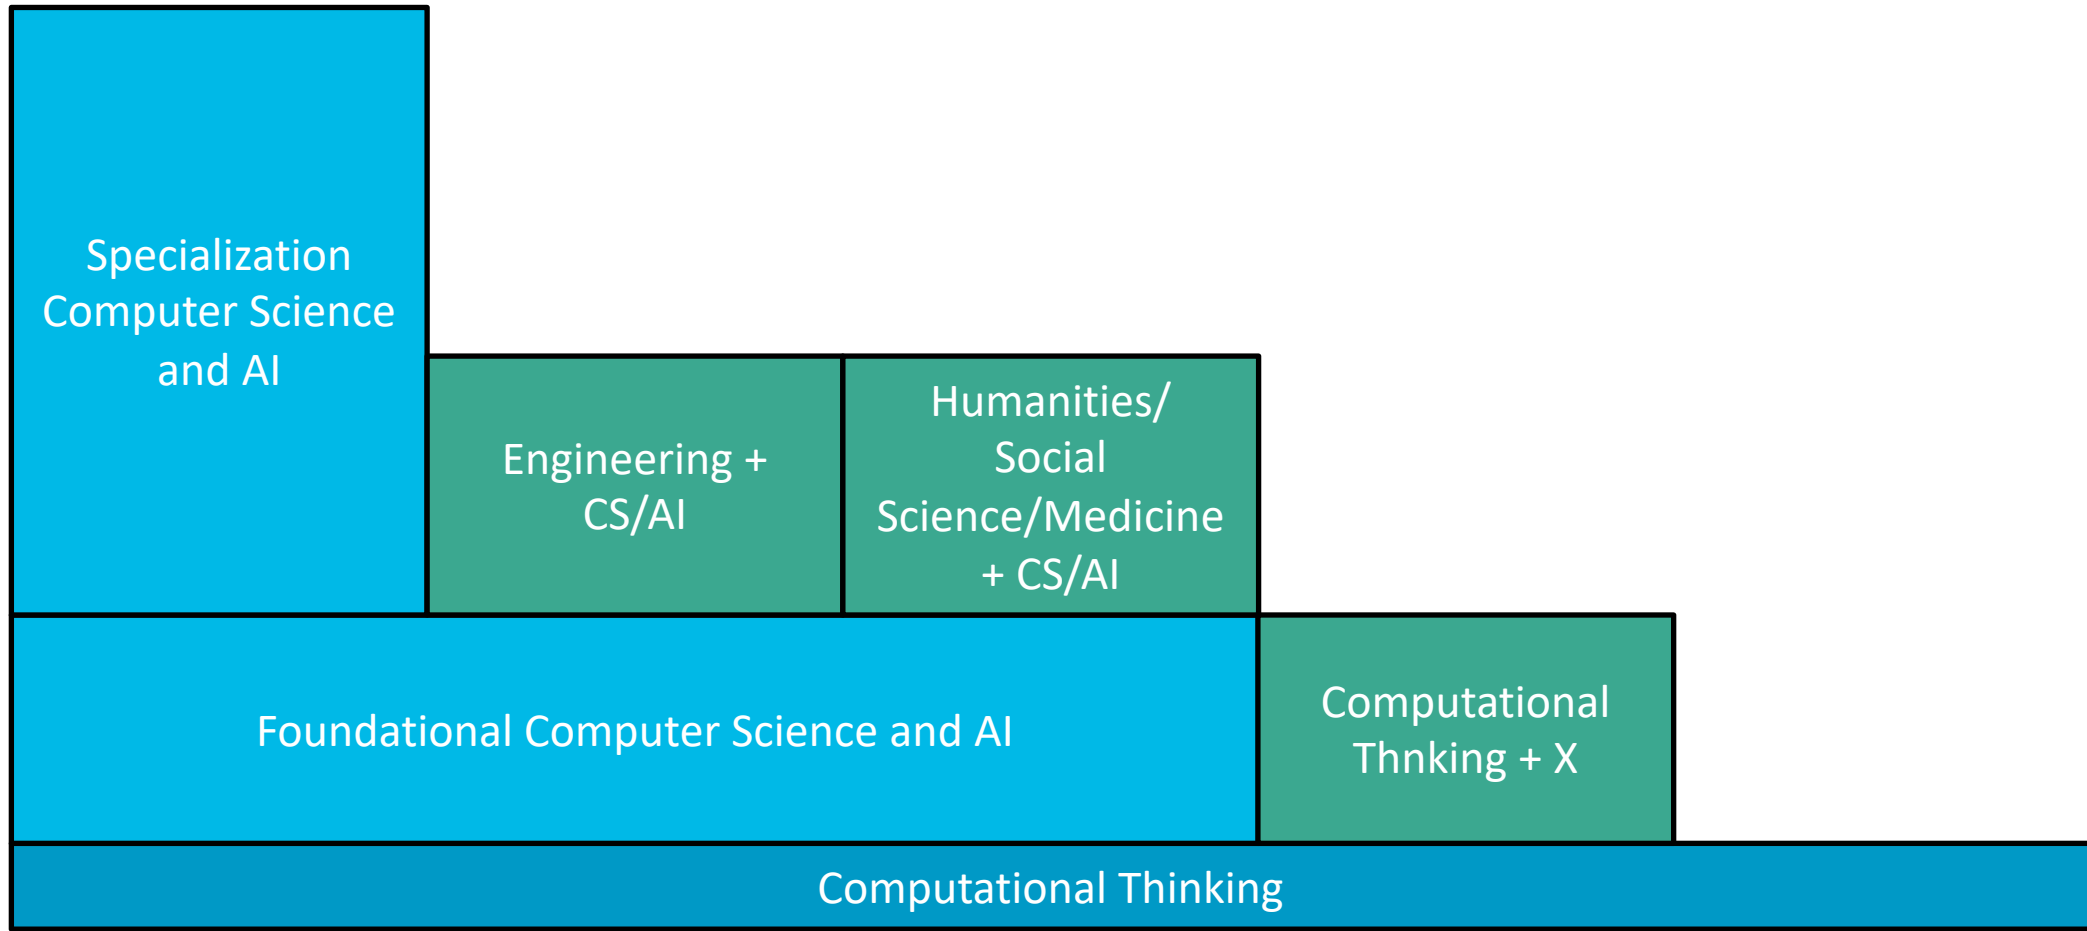 Specialization
Computer Science
and AI
Engineering +
CS/AI
Humanities/
Social
Science/Medicine
+ CS/AI
Foundational Computer Science and AI
Computational
Thnking + X
Computational Thinking